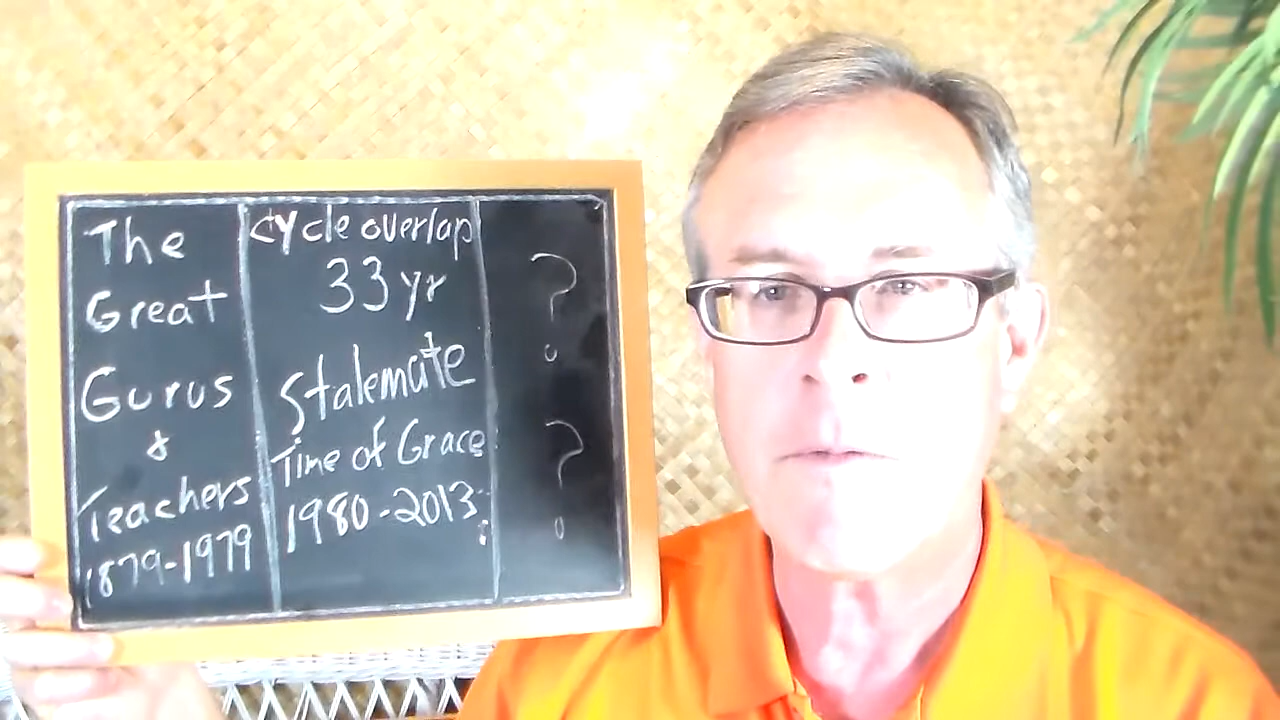 The
Great
Gurus
&
Teachers
1879-1979
Cycle overlap
33 yr
Stalemate
Time of Grace
1980-2013
?
?